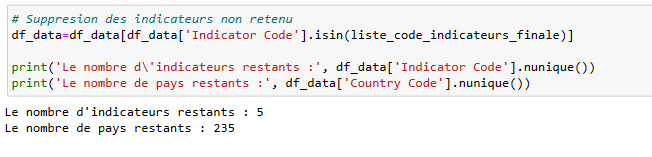 # Suppresion des indicateurs non retenu
df_data=df_data[df_data['Indicator Code'].isin(liste_code_indicateurs_finale)]
print('Le nombre d\'indicateurs restants :', df_data['Indicator Code'].nunique())
print('Le nombre de pays restants :', df_data['Country Code'].nunique())
Le nombre d'indicateurs restants : 5
Le nombre de pays restants : 235